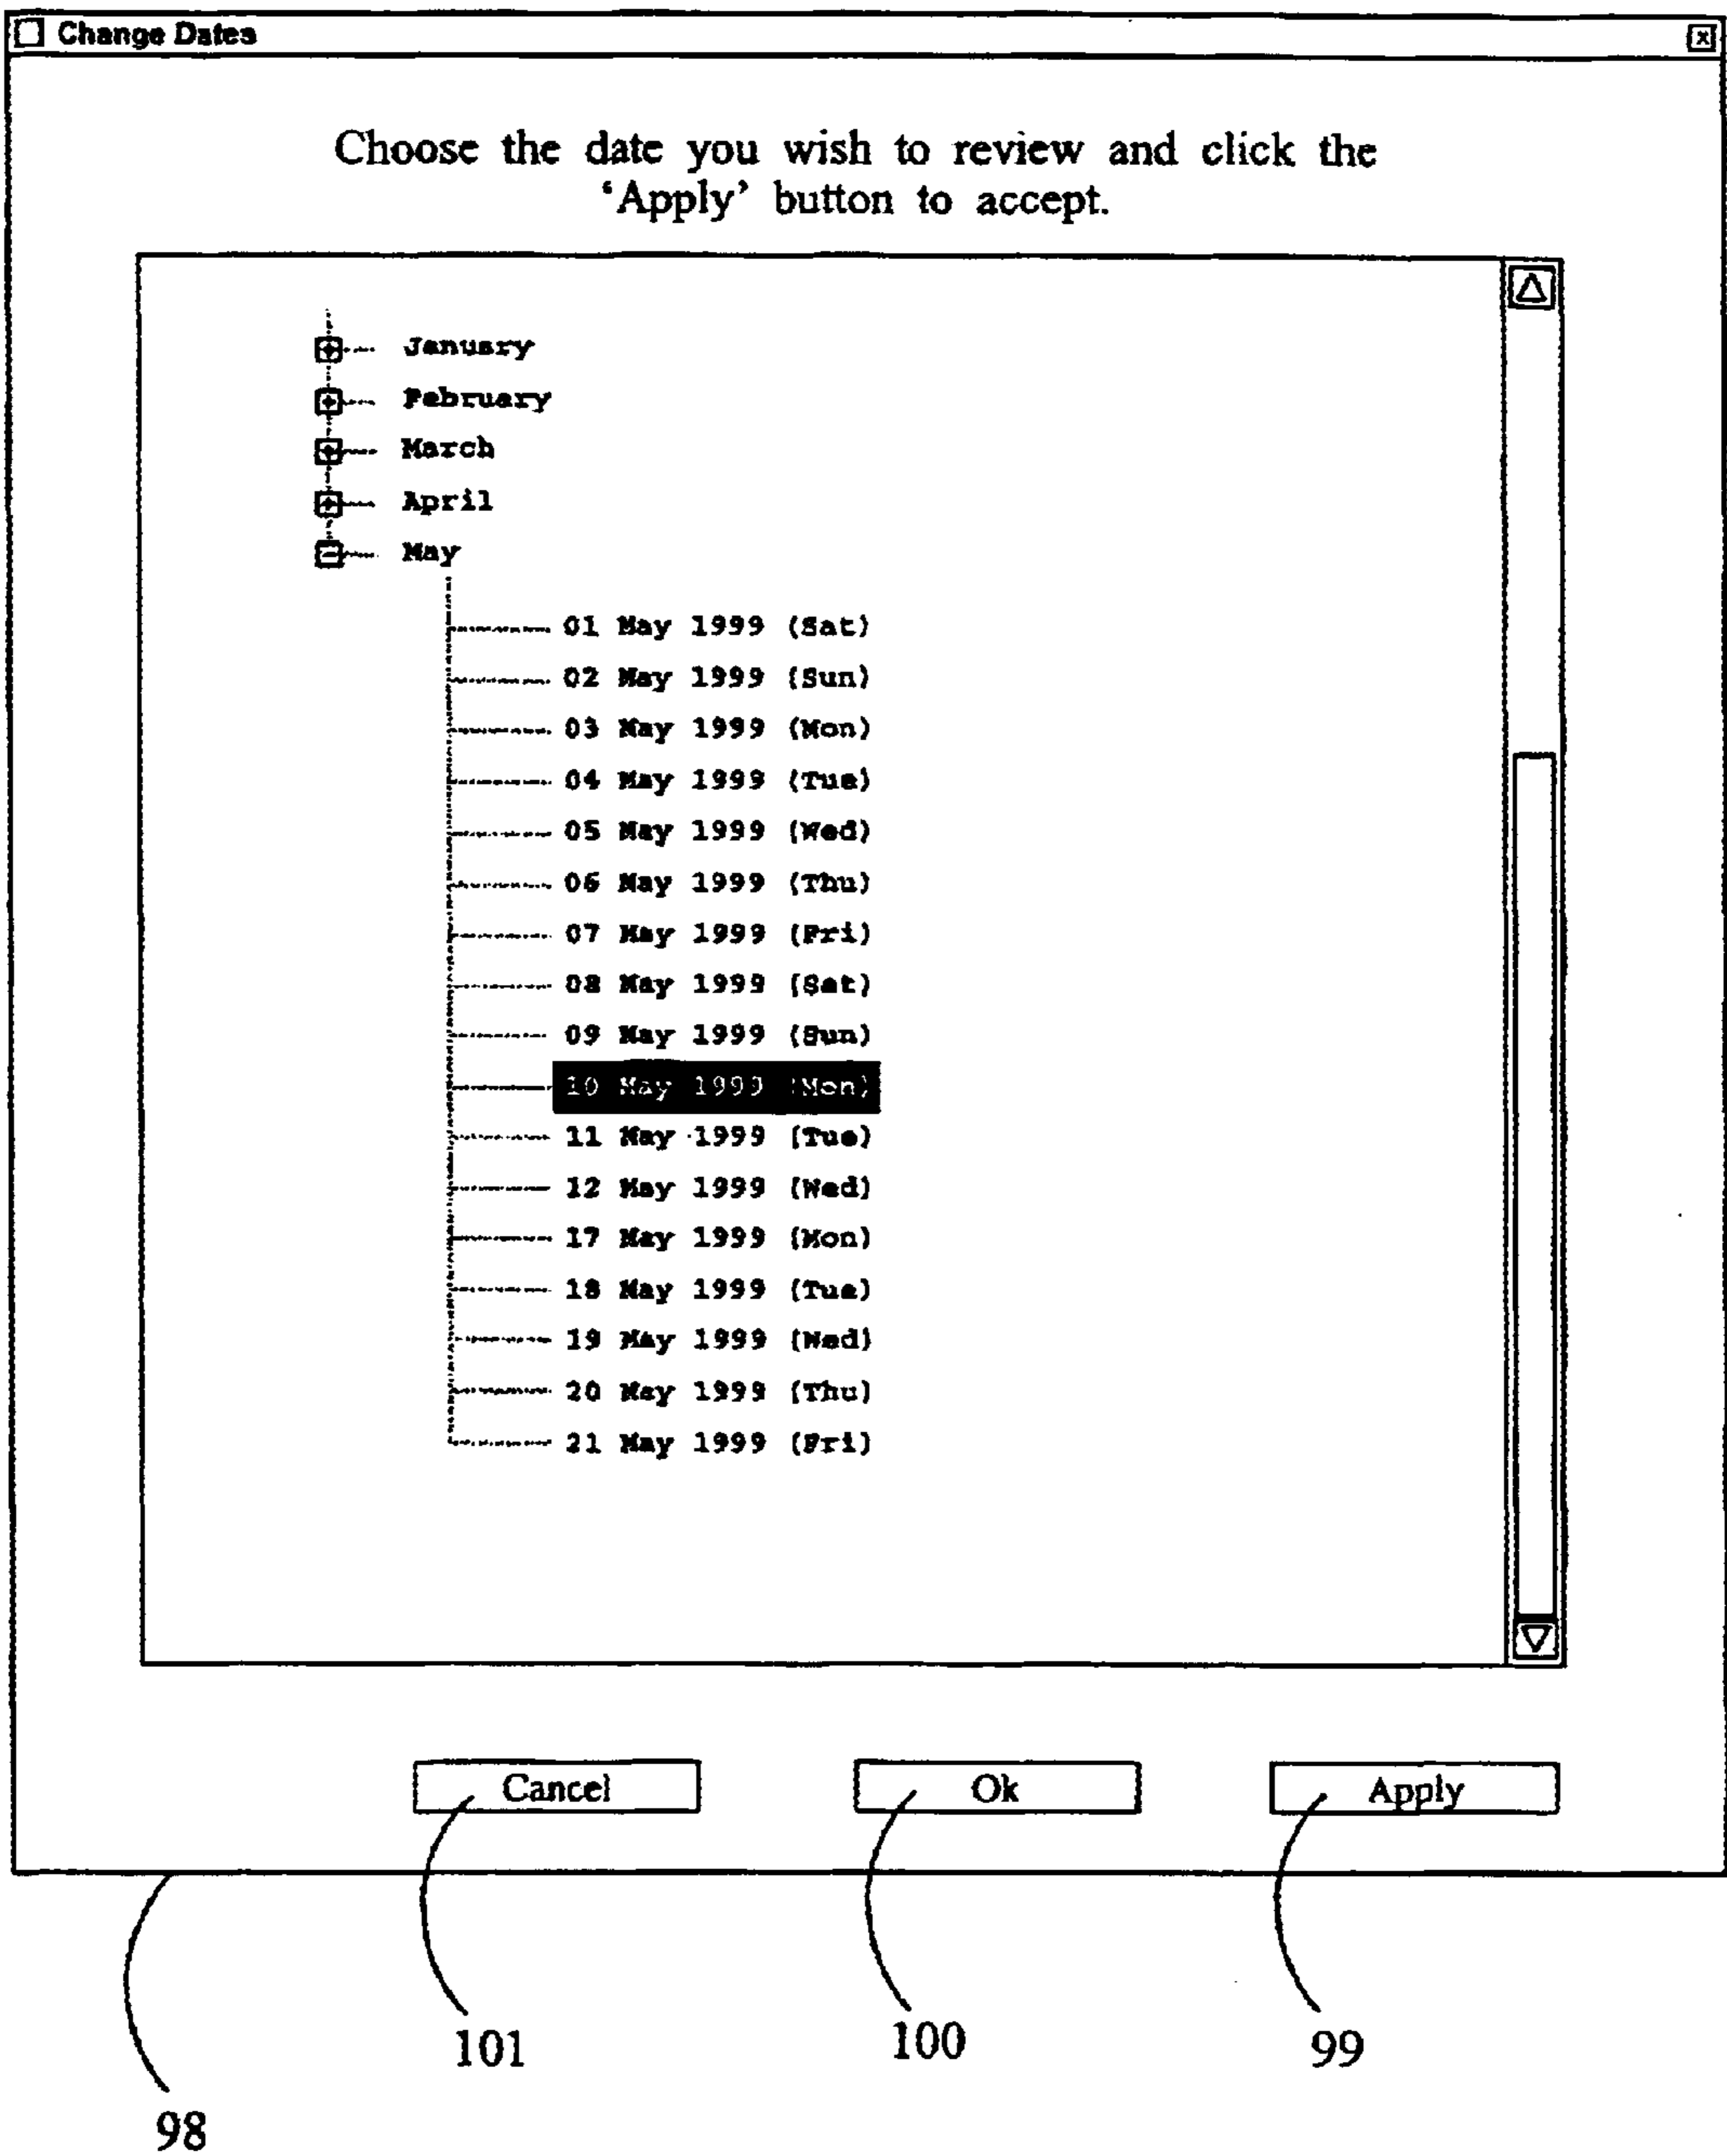 Change Dates
Choose the date you wish to review and click the
‘Apply’ button to accept.
January
February
March
April
May
01 May 1999 (Sat)
02 May 1999 (Sun)
03 May 1999 (Mon)
04 May 1999 (Tue)
05 May 1999 (Wed)
06 May 1999 (Thu)
07 May 1999 (Fri)
08 May 1999 (Sat)
09 May 1999 (Sun)
10 May 1999 (Mon)
11 May 1999 (Tue)
12 May 1999 (Wed)
17 May 1999 (Mon)
18 May 1999 (Tue)
19 May 1999 (Wed)
20 May 1999 (Thu)
21 May 1999 (Fri)
Cancel Ok Apply
101 100 99
98